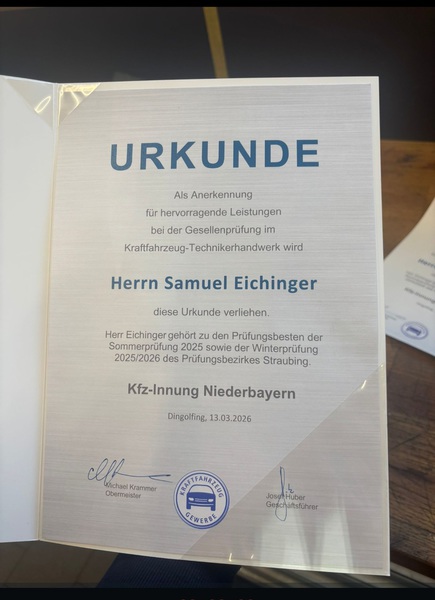 URKUNDE
Als Anerkennung
für hervorragende Leistungen
bei der Gesellenprüfung im
Kraftfahrzeug-Technikerhandwerk wird
Herrn Samuel Eichinger
diese Urkunde verliehen.
Herr Eichinger gehört zu den Prüfungsbesten der
Sommerprüfung 2025 sowie der Winterprüfung
2025/2026 des Prüfungsbezirkes Straubing.
Kfz-Innung Niederbayern
Dingolfing, 13.03.2026
Michael Krammer
Obermeister
KRAFTFAHRZEUG
GEWERBE
Josef Huber
Geschäftsführer